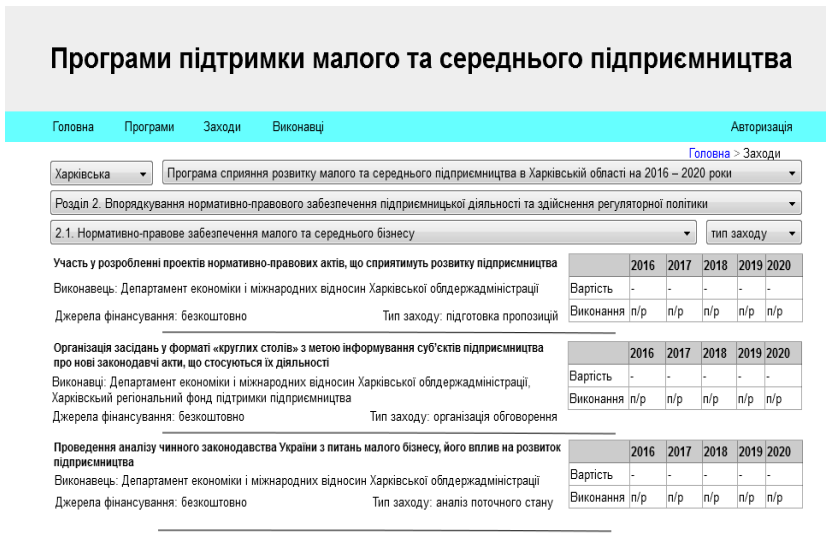 Програми підтримки малого та середнього підприємництва
Головна Програми Заходи Виконавці Авторизація
Головна > Заходи
Харківська Програма сприяння розвитку малого та середнього підприємництва в Харківській області на 2016 – 2020 роки
Розділ 2. Впорядкування нормативно-правового забезпечення підприємницької діяльності та здійснення регуляторної політики
2.1. Нормативно-правове забезпечення малого та середнього бізнесу тип заходу
Участь у розробленні проектів нормативно-правових актів, що сприятимуть розвитку підприємництва
Виконавець: Департамент економіки і міжнародних відносин Харківської облдержадміністрації
Джерела фінансування: безкоштовно Тип заходу: підготовка пропозицій
2016 2017 2018 2019 2020
Вартість - - - - -
Виконання п/р п/р п/р п/р п/р
Організація засідань у форматі «круглих столів» з метою інформування суб’єктів підприємництва
про нові законодавчі акти, що стосуються їх діяльності
Виконавці: Департамент економіки і міжнародних відносин Харківської облдержадміністрації,
Харківскьий регіональний фонд підтримки підприємництва
Джерела фінансування: безкоштовно Тип заходу: організація обговорення
2016 2017 2018 2019 2020
Вартість - - - - -
Виконання п/р п/р п/р п/р п/р
Проведення аналізу чинного законодавства України з питань малого бізнесу, його вплив на розвиток
підприємництва
Виконавець: Департамент економіки і міжнародних відносин Харківської облдержадміністрації
Джерела фінансування: безкоштовно Тип заходу: аналіз поточного стану
2016 2017 2018 2019 2020
Вартість - - - - -
Виконання п/р п/р п/р п/р п/р